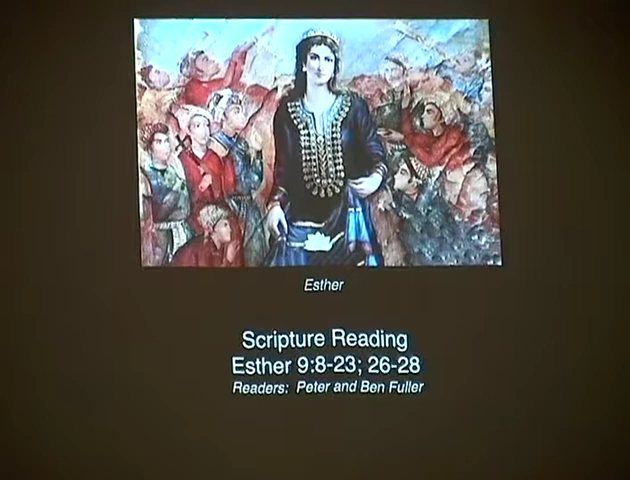 Esther
Scripture Reading
Esther 9:8-23; 26-28
Readers: Peter and Ben Fuller